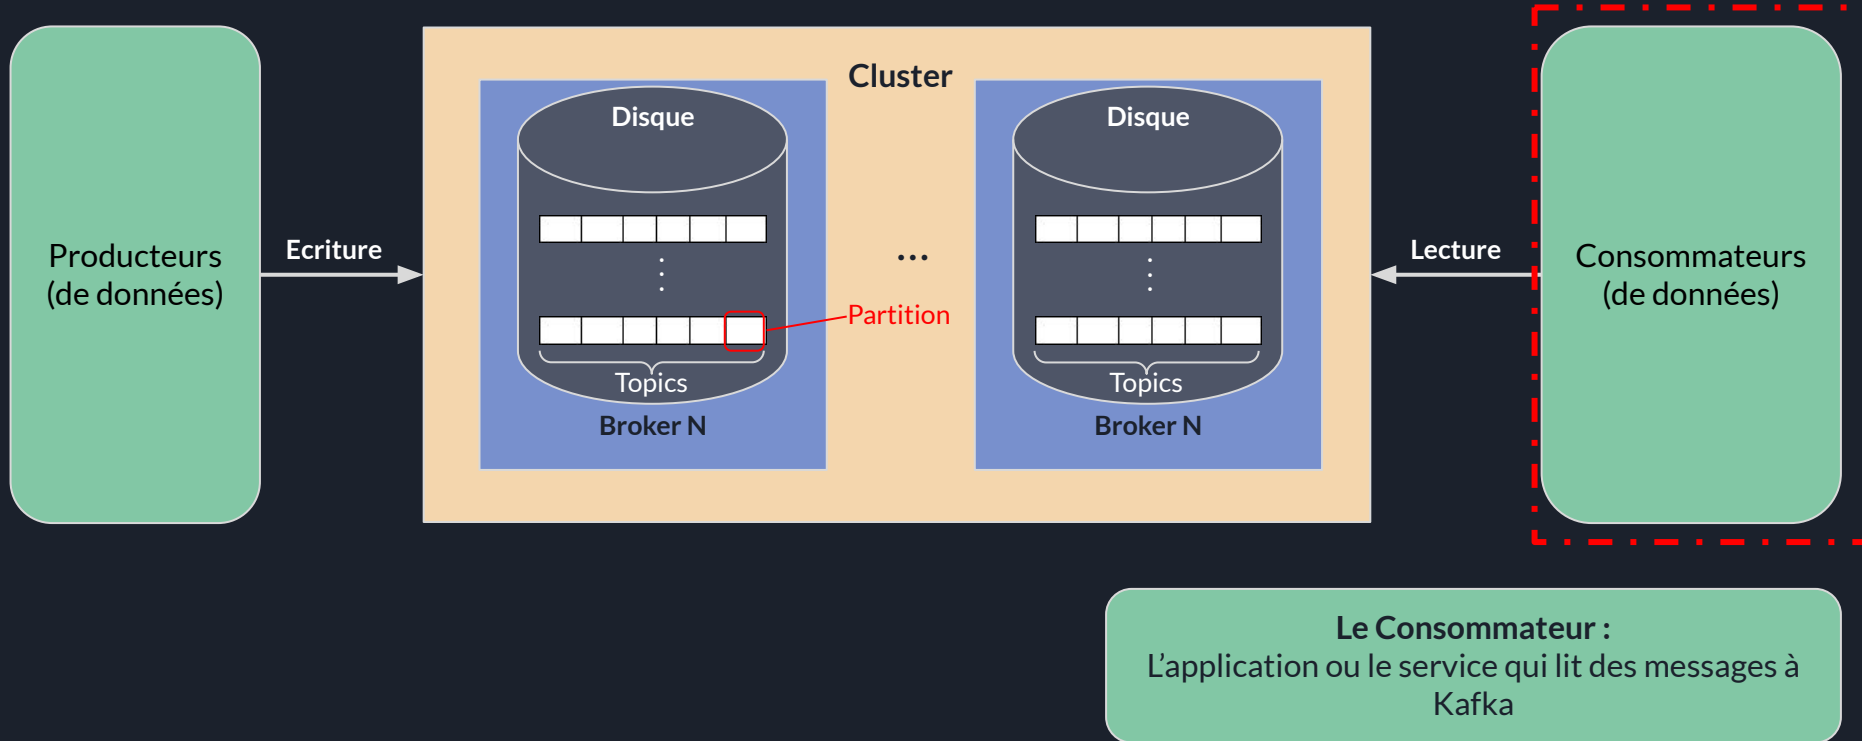 Cluster
Disque
Disque
Producteurs
(de données)
Ecriture
...
Lecture
Consommateurs
(de données)
Partition
Topics
Topics
Broker N
Broker N
Le Consommateur :
L'application ou le service qui lit des messages à
Kafka